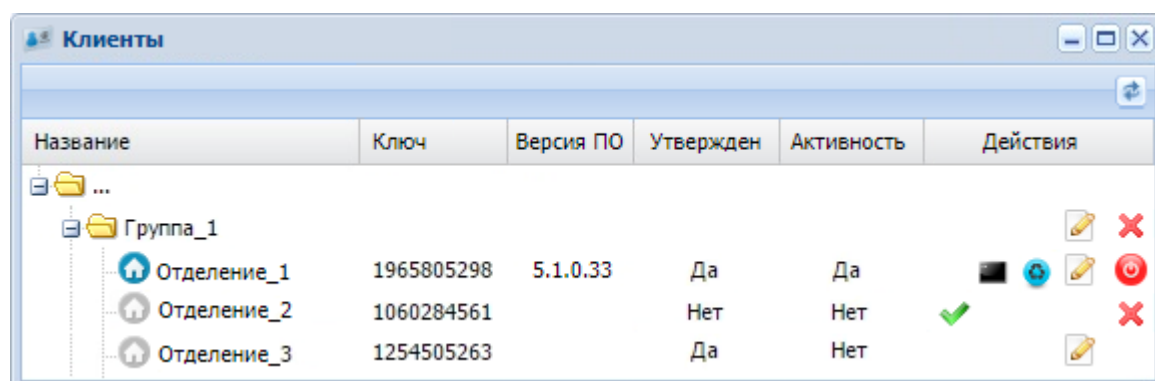 Клиенты
Название Ключ Версия ПО Утвержден Активность Действия
...
Группа_1
Отделение_1 1965805298 5.1.0.33 Да Да
Отделение_2 1060284561 Нет Нет
Отделение_3 1254505263 Да Нет